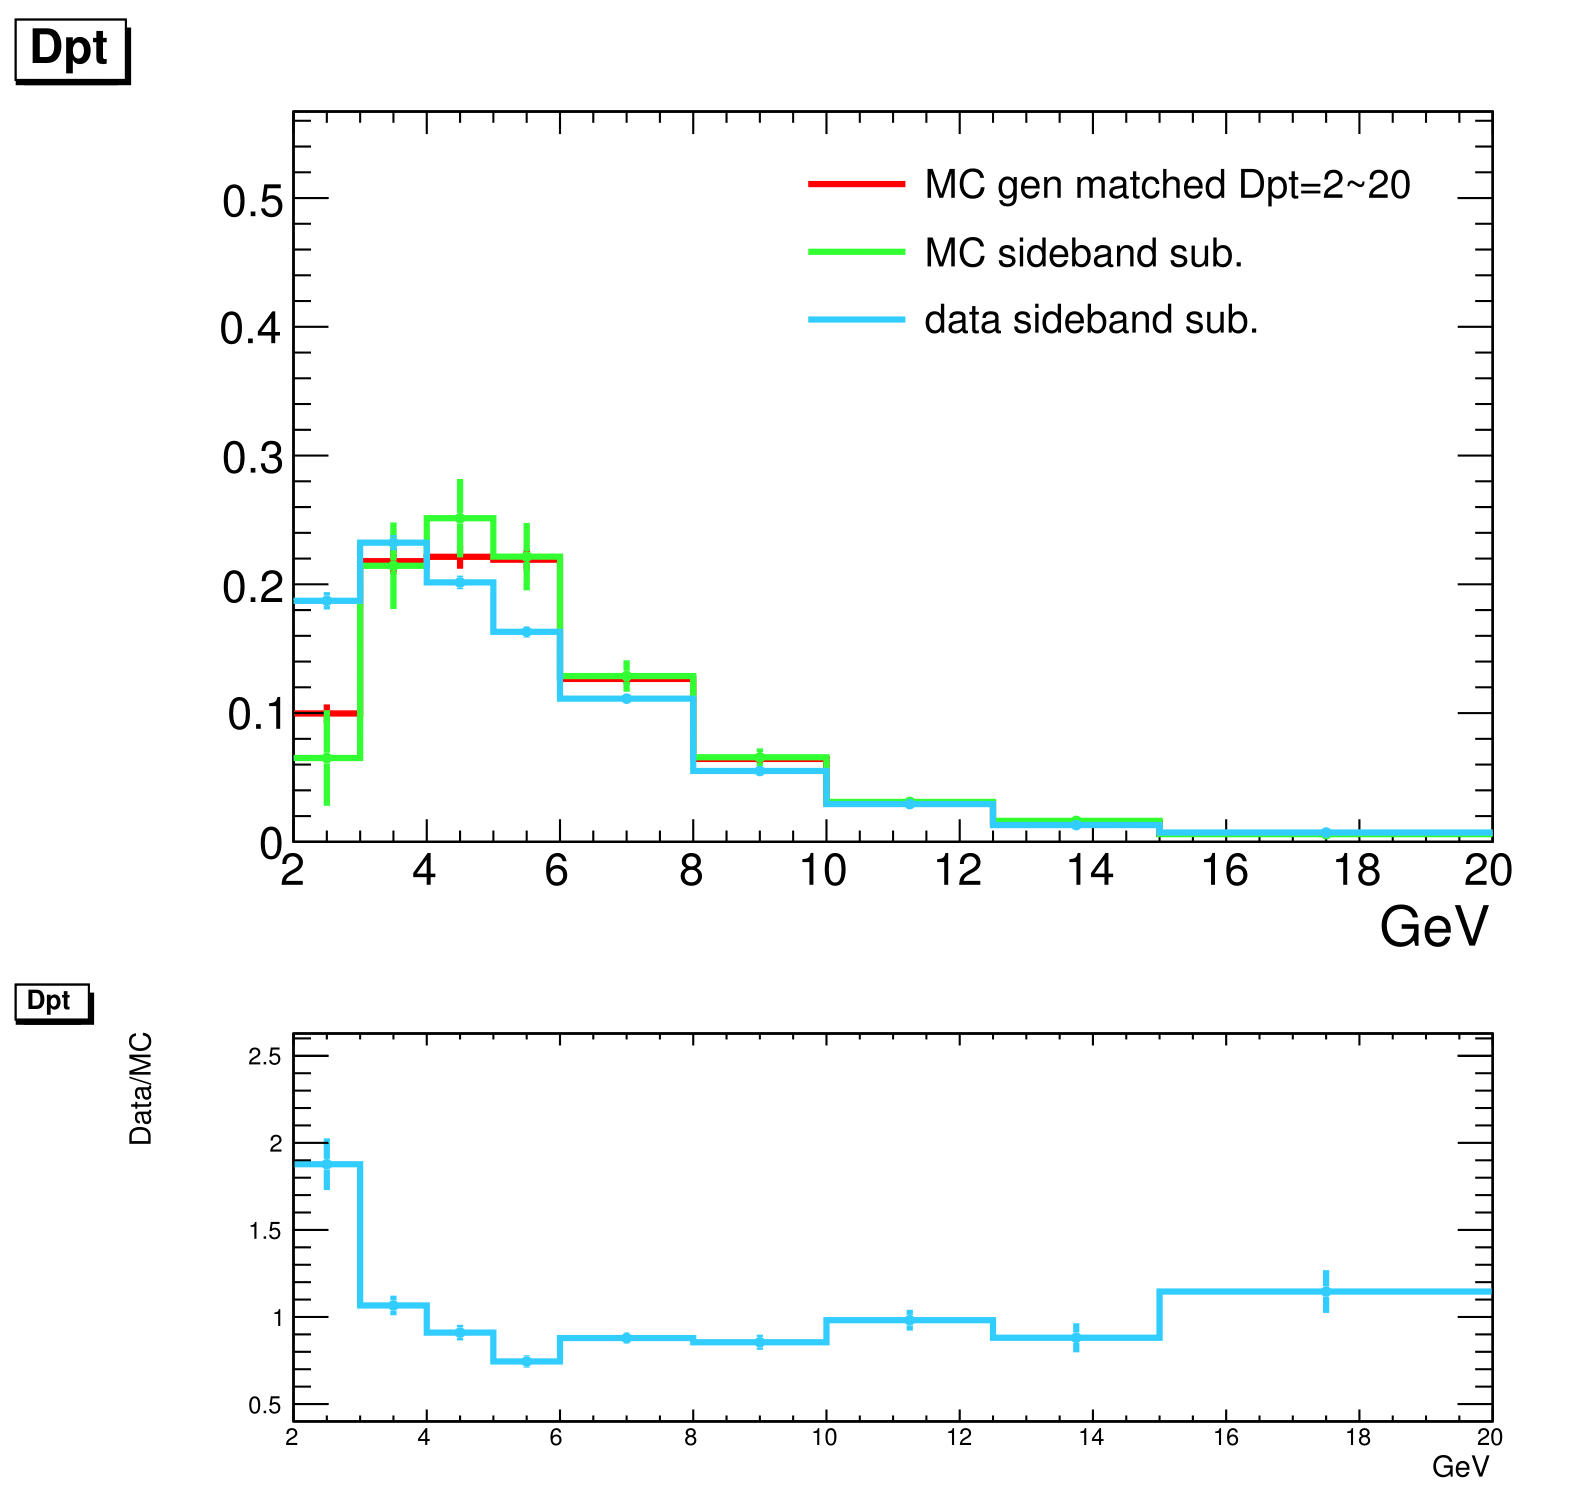 Dpt
MC gen matched Dpt=2~20
MC sideband sub.
data sideband sub.
0.5
0.4
0.3
0.2
0.1
0
2 4 6 8 10 12 14 16 18 20
GeV
Dpt
Data/MC
2.5
2
1.5
1
0.5
2 4 6 8 10 12 14 16 18 20
GeV